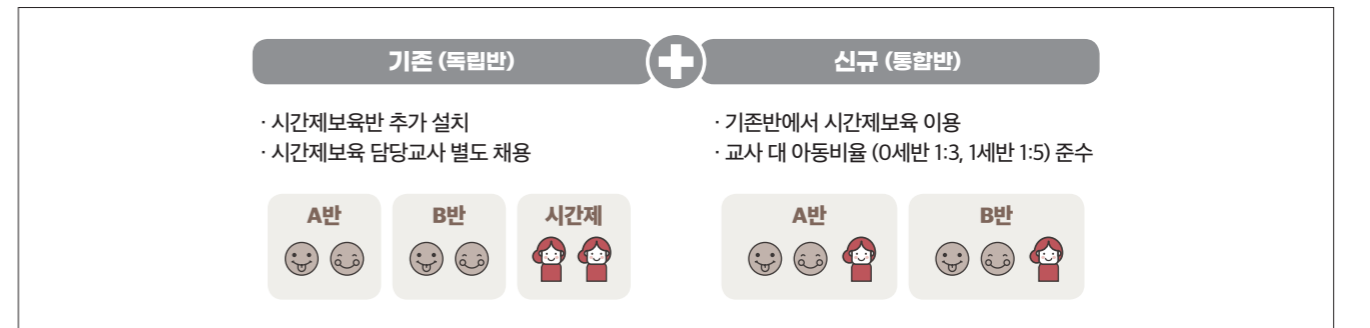 기존 (독립반)
신규 (통합반)
· 시간제보육반 추가 설치
· 시간제보육 담당교사 별도 채용
· 기존반에서 시간제보육 이용
· 교사 대 아동비율 (0세반 1:3, 1세반 1:5) 준수
A반
B반
시간제
A반
B반